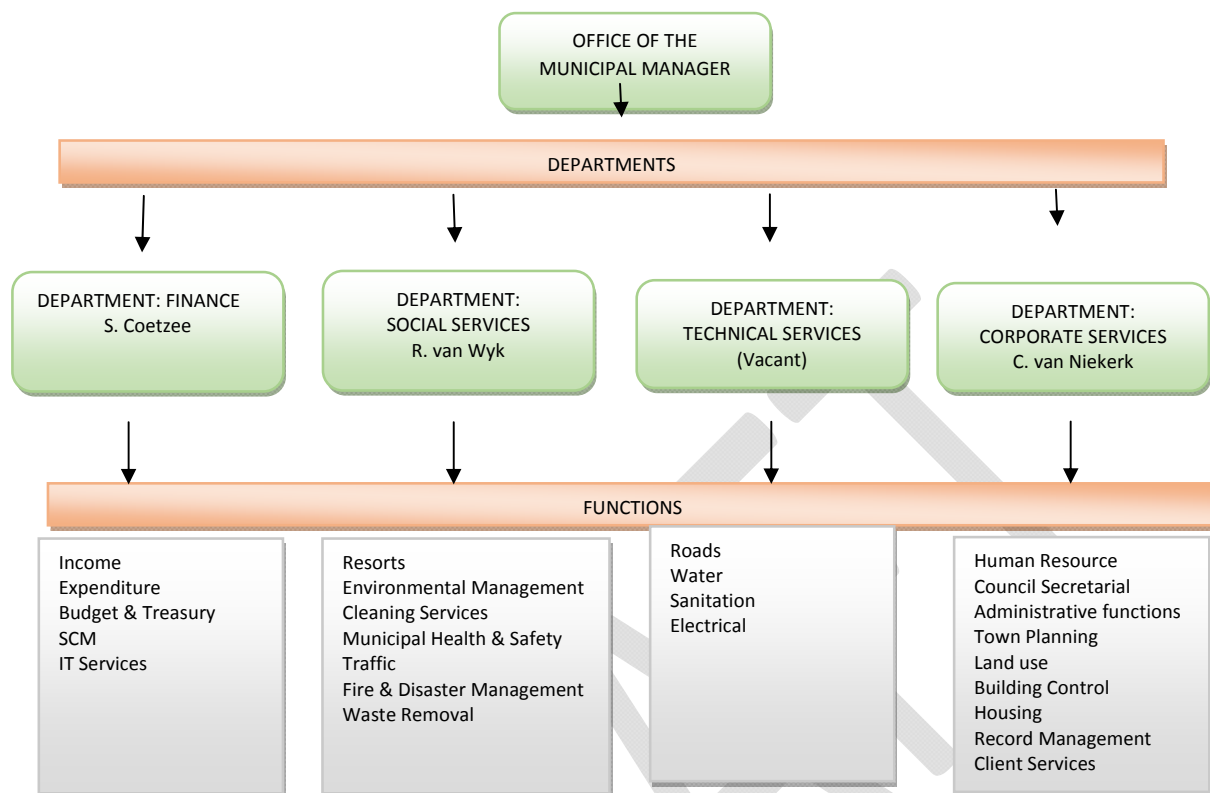 OFFICE OF THE
MUNICIPAL MANAGER
DEPARTMENTS
DEPARTMENT: FINANCE
S. Coetzee
DEPARTMENT:
SOCIAL SERVICES
R. van Wyk
DEPARTMENT:
TECHNICAL SERVICES
(Vacant)
DEPARTMENT:
CORPORATE SERVICES
C. van Niekerk
FUNCTIONS
Income
Expenditure
Budget & Treasury
SCM
IT Services
Resorts
Environmental Management
Cleaning Services
Municipal Health & Safety
Traffic
Fire & Disaster Management
Waste Removal
Roads
Water
Sanitation
Electrical
Human Resource
Council Secretarial
Administrative functions
Town Planning
Land use
Building Control
Housing
Record Management
Client Services